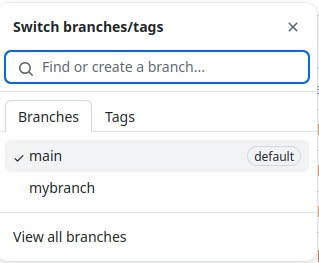 Switch branches/tags
Find or create a branch...
Branches Tags
main default
mybranch
View all branches